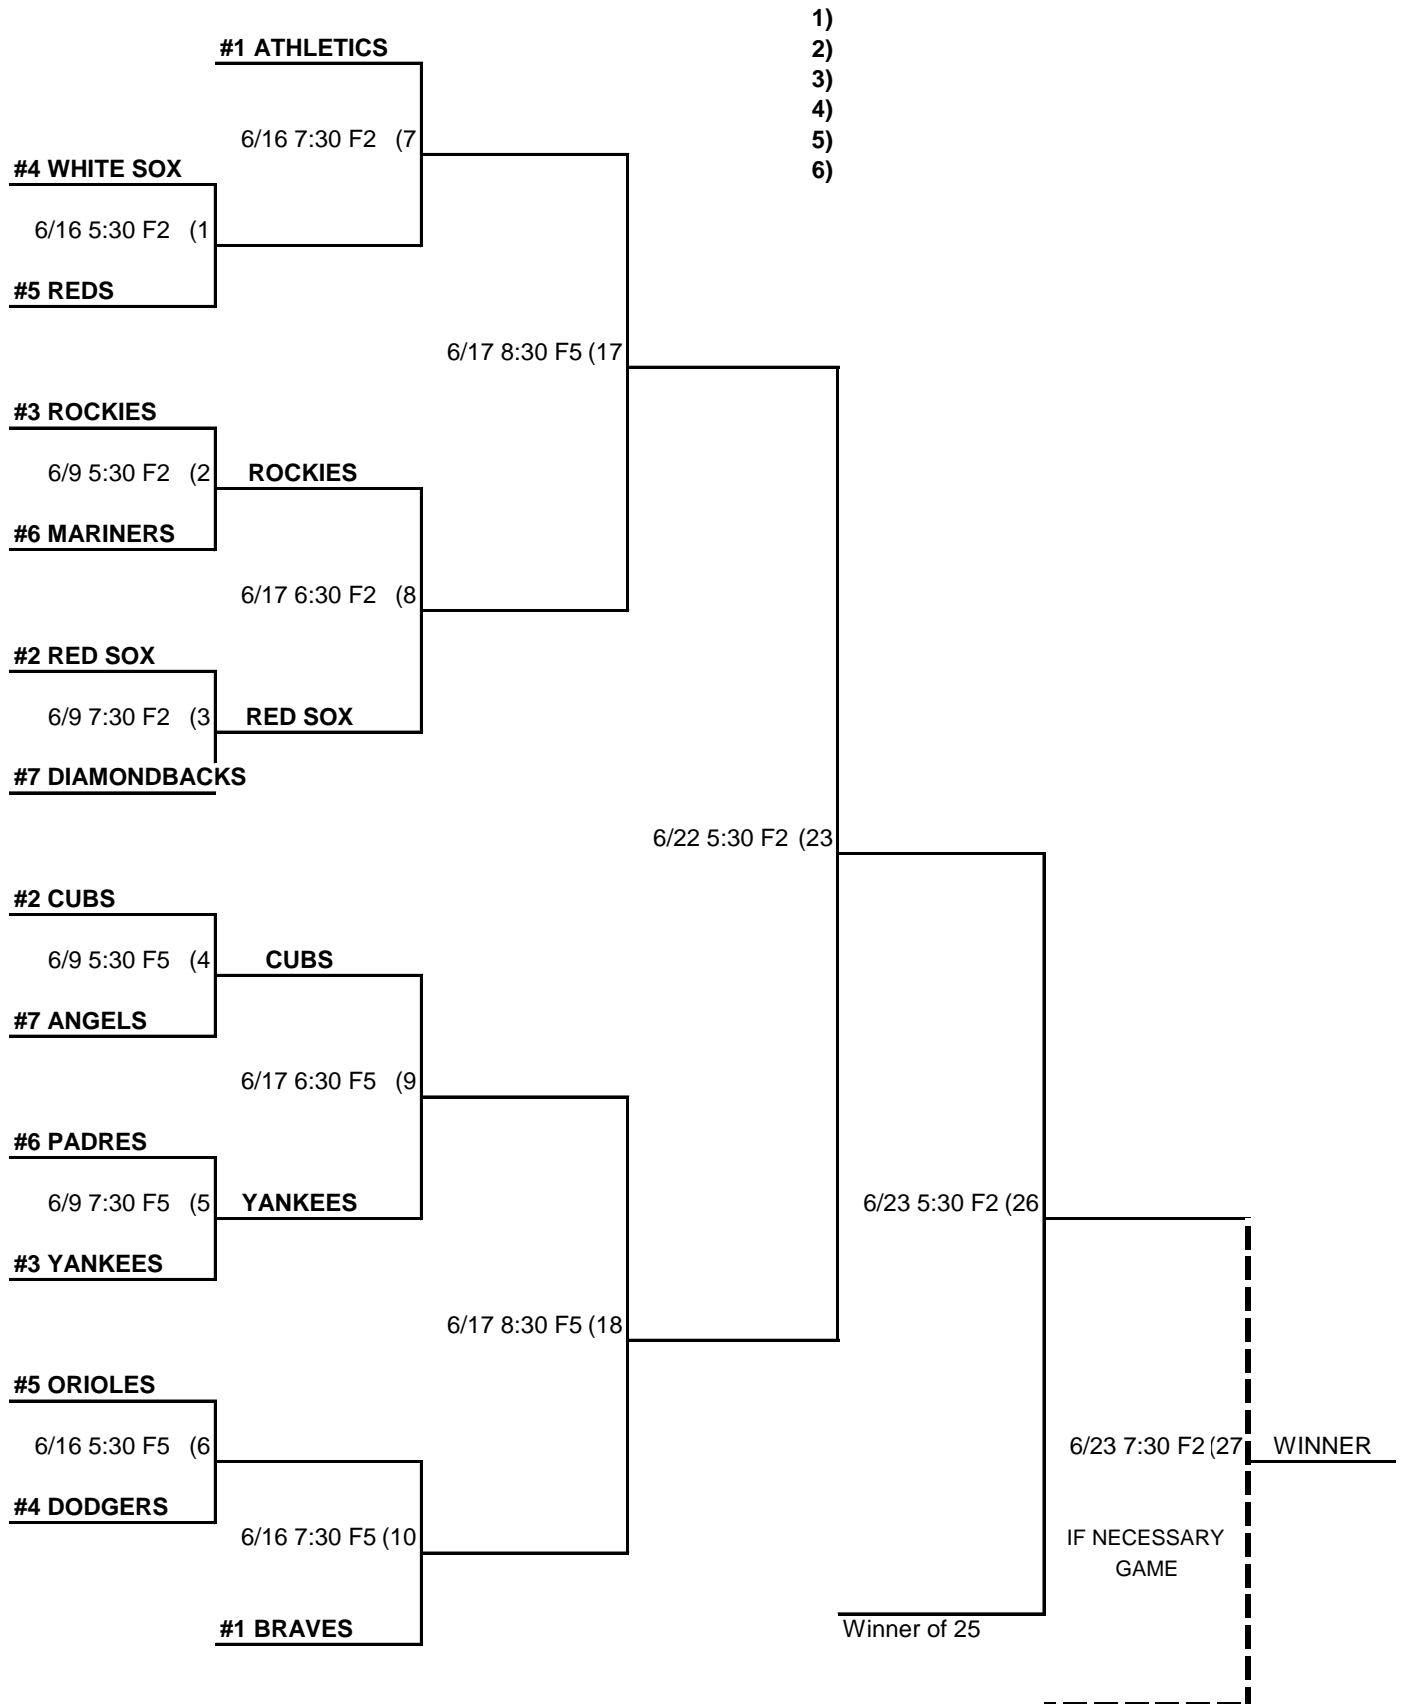 1)
#1 ATHLETICS
2)
3)
4)
6/16 7:30 F2 (7
5)
#4 WHITE SOX
6)
6/16 5:30 F2 (1
#5 REDS
6/17 8:30 F5 (17
#3 ROCKIES
6/9 5:30 F2 (2
ROCKIES
#6 MARINERS
6/17 6:30 F2 (8
#2 RED SOX
6/9 7:30 F2 (3
RED SOX
#7 DIAMONDBACKS
6/22 5:30 F2 (23
#2 CUBS
6/9 5:30 F5 (4
CUBS
#7 ANGELS
6/17 6:30 F5 (9
#6 PADRES
6/9 7:30 F5 (5
YANKEES
6/23 5:30 F2 (26
#3 YANKEES
6/17 8:30 F5 (18
#5 ORIOLES
6/16 5:30 F5 (6
6/23 7:30 F2 (27
WINNER
#4 DODGERS
6/16 7:30 F5 (10
IF NECESSARY
GAME
#1 BRAVES
Winner of 25